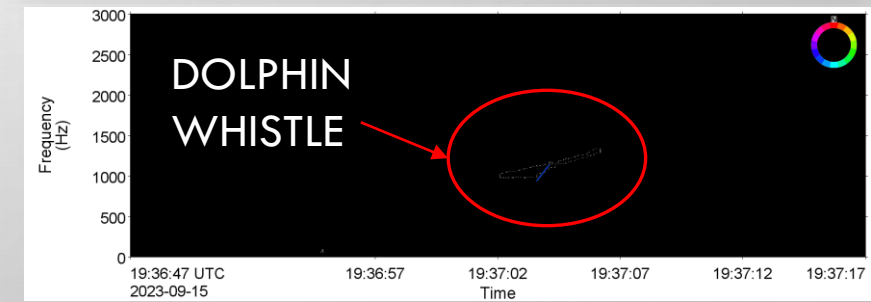 3000
2500
2000
1500
1000
500
0
Frequency
(Hz)
DOLPHIN
WHISTLE
N
19:36:47 UTC
2023-09-15
19:36:57
19:37:02
19:37:07
19:37:12
19:37:17
Time